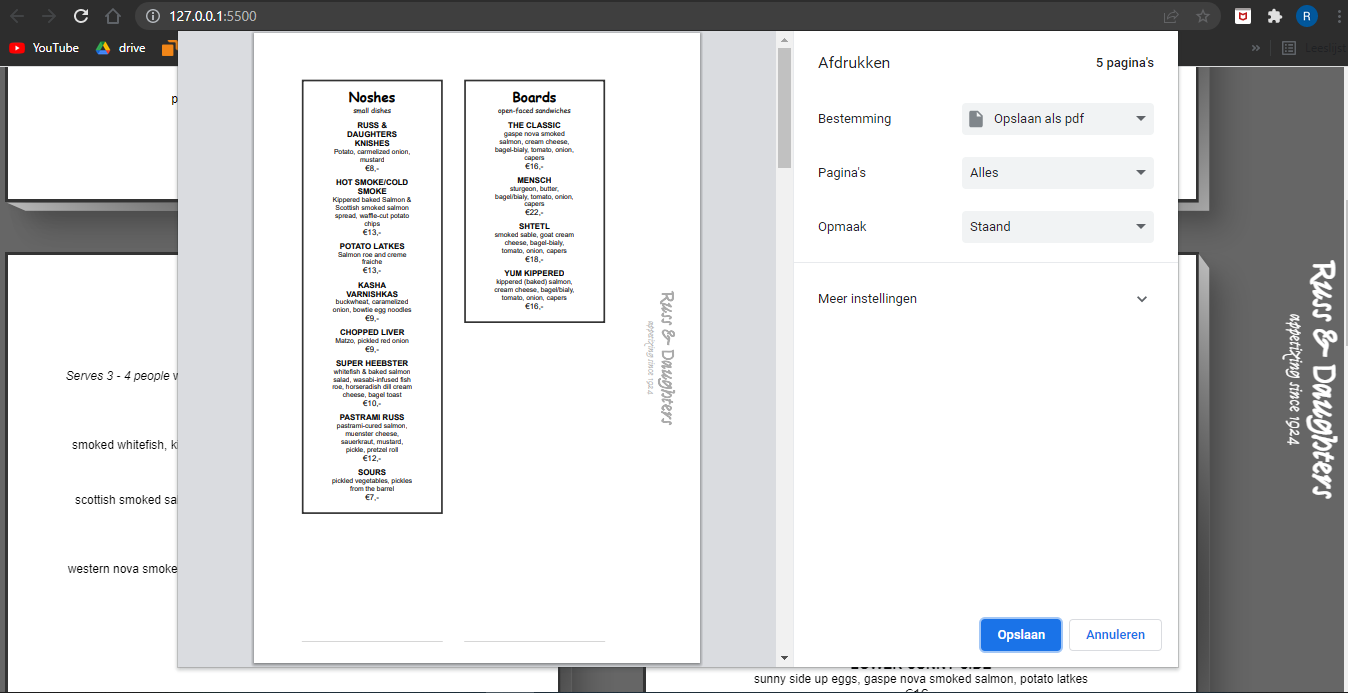 127.0.0.1:5500
R
YouTube
drive
»
Leeslijst
Noshes
small dishes
RUSS &
DAUGHTERS
KNISHES
Potato, carmelized onion,
mustard
€8,-
HOT SMOKE/COLD
SMOKE
Kippered baked Salmon &
Scottish smoked salmon
spread, waffle-cut potato
chips
€13,-
POTATO LATKES
Salmon roe and creme
fraiche
€13,-
KASHA
VARNISHKAS
buckwheat, caramelized
onion, bowtie egg noodles
€9,-
CHOPPED LIVER
Matzo, pickled red onion
€9,-
SUPER HEEBSTER
whitefish & baked salmon
salad, wasabi-infused fish
roe, horseradish dill cream
cheese, bagel toast
€10,-
PASTRAMI RUSS
pastrami-cured salmon,
muenster cheese,
sauerkraut, mustard,
pickle, pretzel roll
€12,-
SOURS
pickled vegetables, pickles
from the barrel
€7,-
Boards
open-faced sandwiches
THE CLASSIC
gaspe nova smoked
salmon, cream cheese,
bagel-bialy, tomato, onion,
capers
€16,-
MENSCH
sturgeon, butter,
bagel/bialy, tomato, onion,
capers
€22,-
SHTETL
smoked sable, goat cream
cheese, bagel-bialy,
tomato, onion, capers
€18,-
YUM KIPPERED
kippered (baked) salmon,
cream cheese, bagel/bialy,
tomato, onion, capers
€16,-
Russ & Daughters
appetizing since 1924
Afdrukken
5 pagina's
Bestemming
Opslaan als pdf
Pagina's
Alles
Opmaak
Staand
Meer instellingen
Opslaan
Annuleren
p
Serves 3 - 4 people w
smoked whitefish, k
scottish smoked sa
western nova smoke
Russ & Daughters
appetizing since 1924
LOWER SUNNY SIDE
sunny side up eggs, gaspe nova smoked salmon, potato latkes
€16